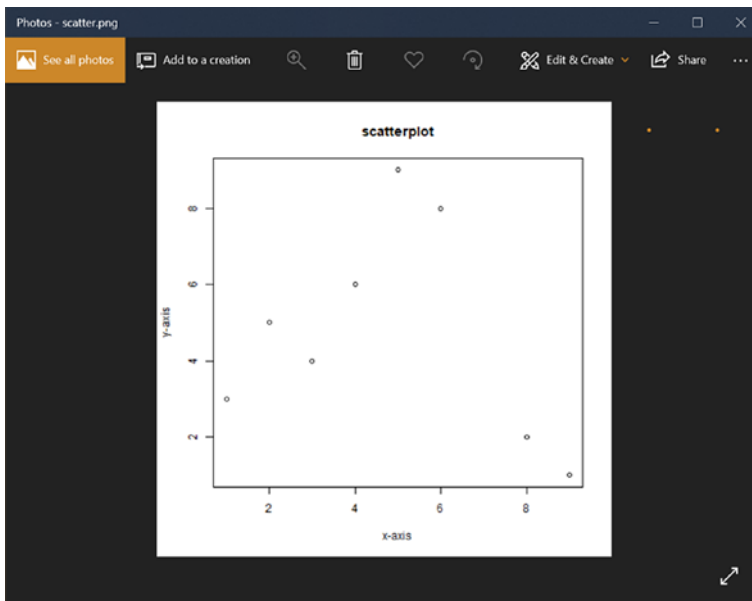 Photos - scatter.png
See all photos Add to a creation Edit & Create Share
scatterplot
8
6
4
2
y-axis
2 4 6 8
x-axis